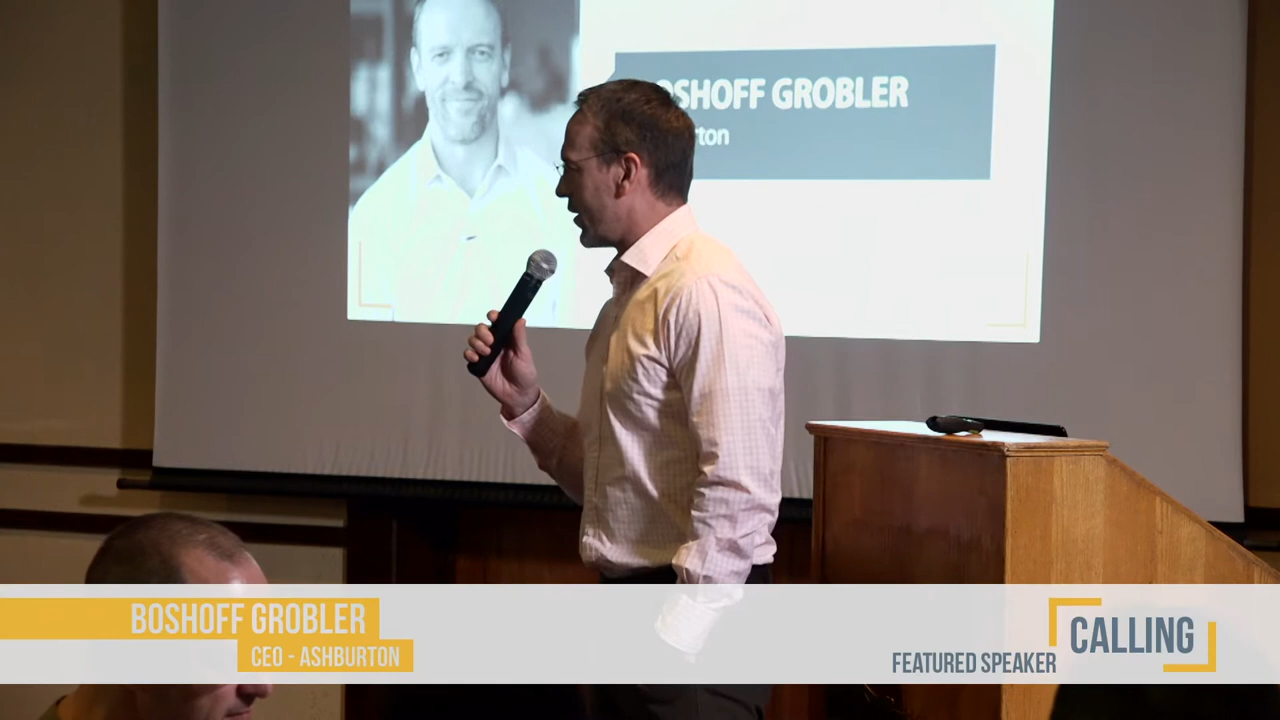 OSHOFF GROBLER
rton
BOSHOFF GROBLER
CEO - ASHBURTON
CALLING
FEATURED SPEAKER